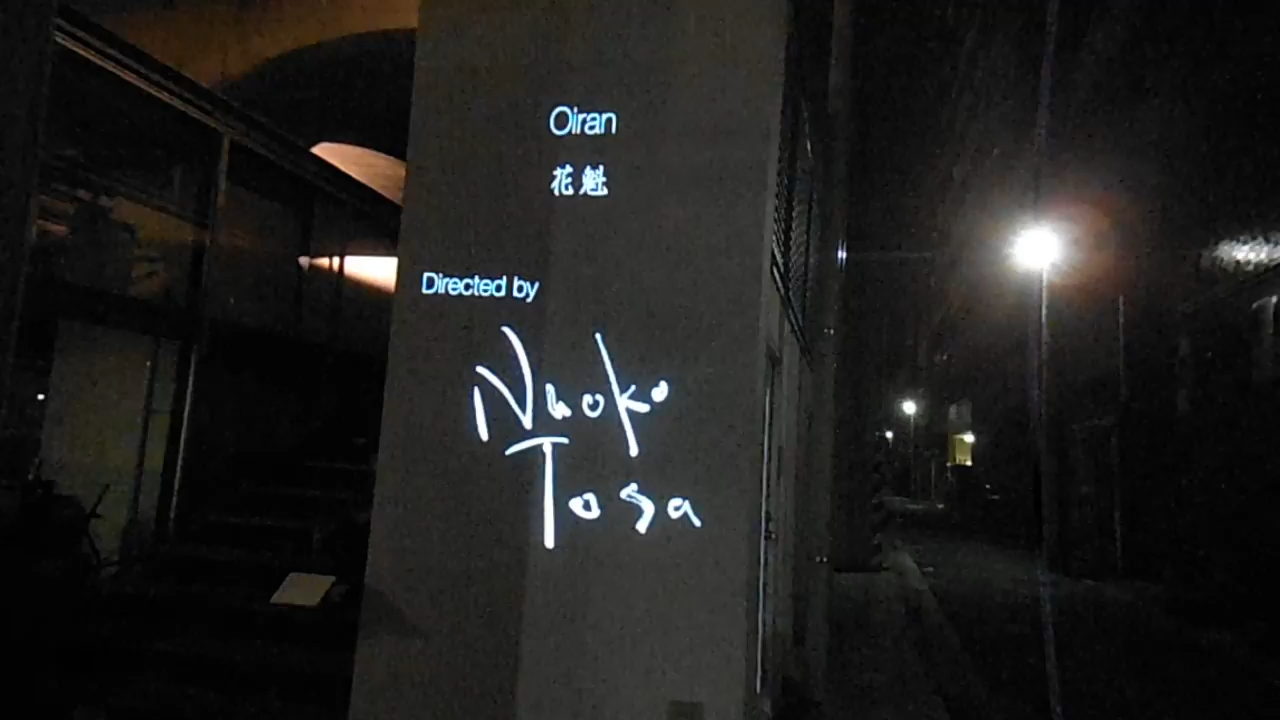 Oiran
花魁
Directed by
Naoko
Tosa